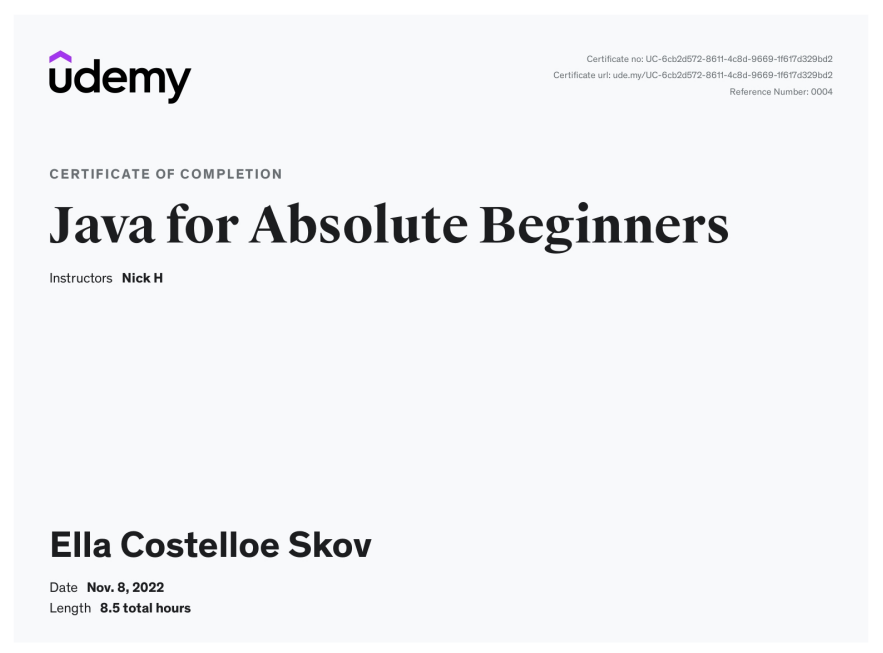 udemy
Certificate no: UC-6cb2d572-8611-4c8d-9669-1f617d329bd2
Certificate url: ude.my/UC-6cb2d572-8611-4c8d-9669-1f617d329bd2
Reference Number: 0004
CERTIFICATE OF COMPLETION
Java for Absolute Beginners
Instructors Nick H
Ella Costelloe Skov
Date Nov. 8, 2022
Length 8.5 total hours